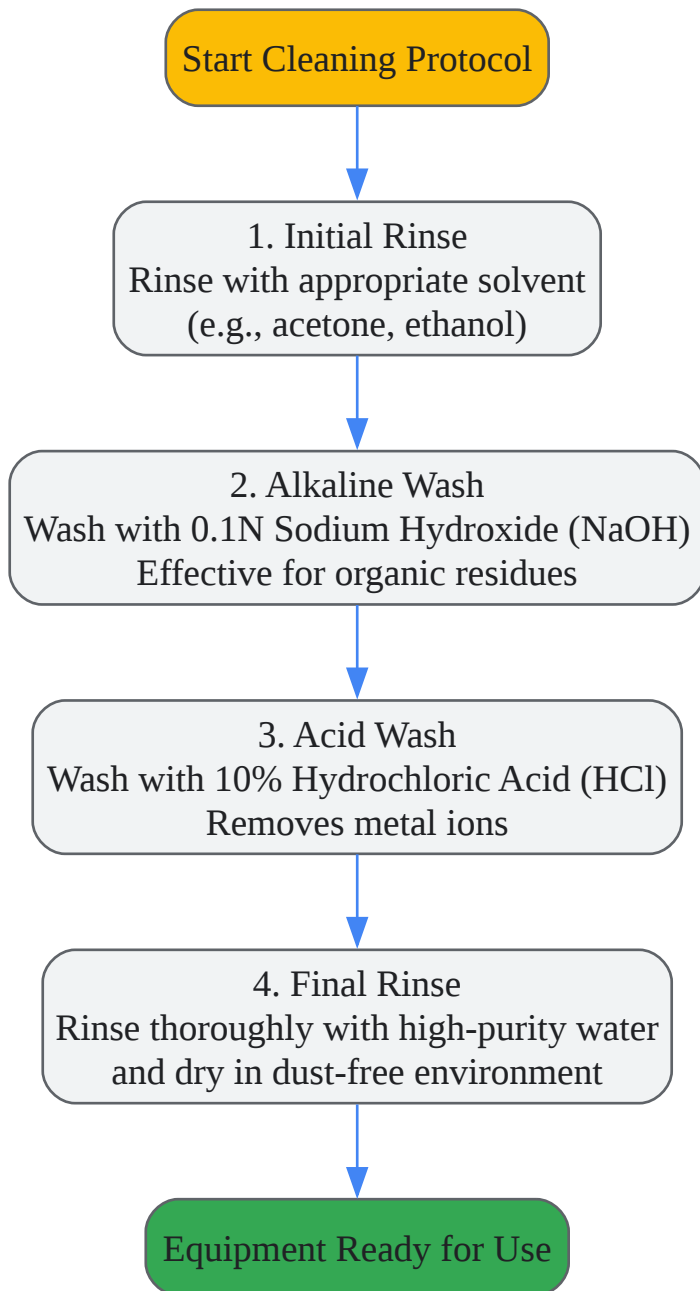 Start Cleaning Protocol
1. Initial Rinse
Rinse with appropriate solvent
(e.g., acetone, ethanol)
2. Alkaline Wash
Wash with 0.1N Sodium Hydroxide (NaOH)
Effective for organic residues
3. Acid Wash
Wash with 10% Hydrochloric Acid (HCl)
Removes metal ions
4. Final Rinse
Rinse thoroughly with high-purity water
and dry in dust-free environment
Equipment Ready for Use